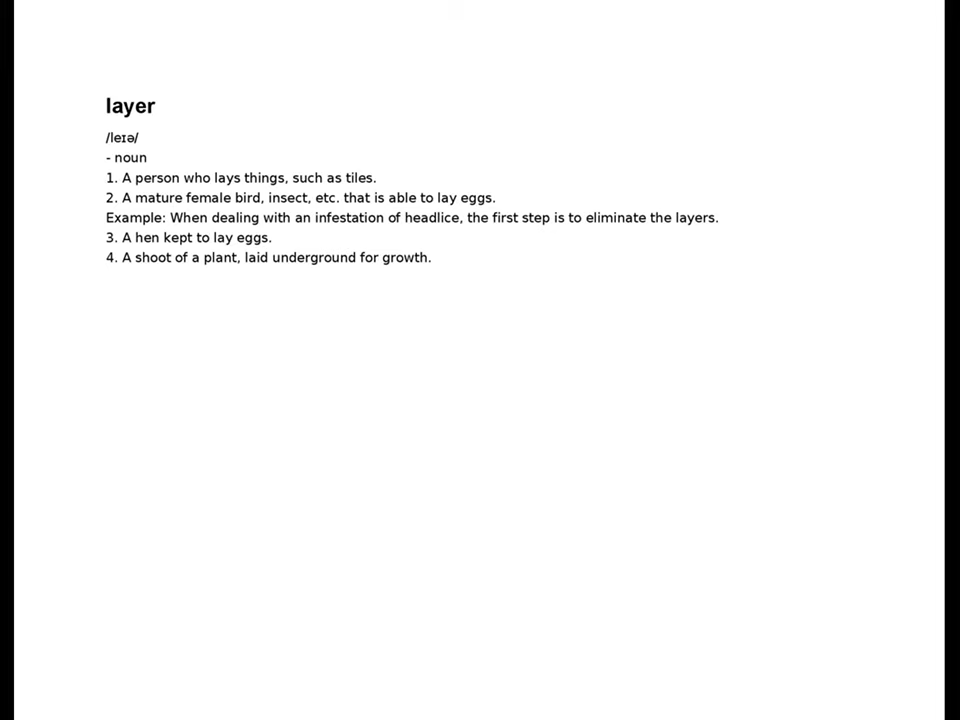 layer
/leɪə/
- noun
1. A person who lays things, such as tiles.
2. A mature female bird, insect, etc. that is able to lay eggs.
Example: When dealing with an infestation of headlice, the first step is to eliminate the layers.
3. A hen kept to lay eggs.
4. A shoot of a plant, laid underground for growth.